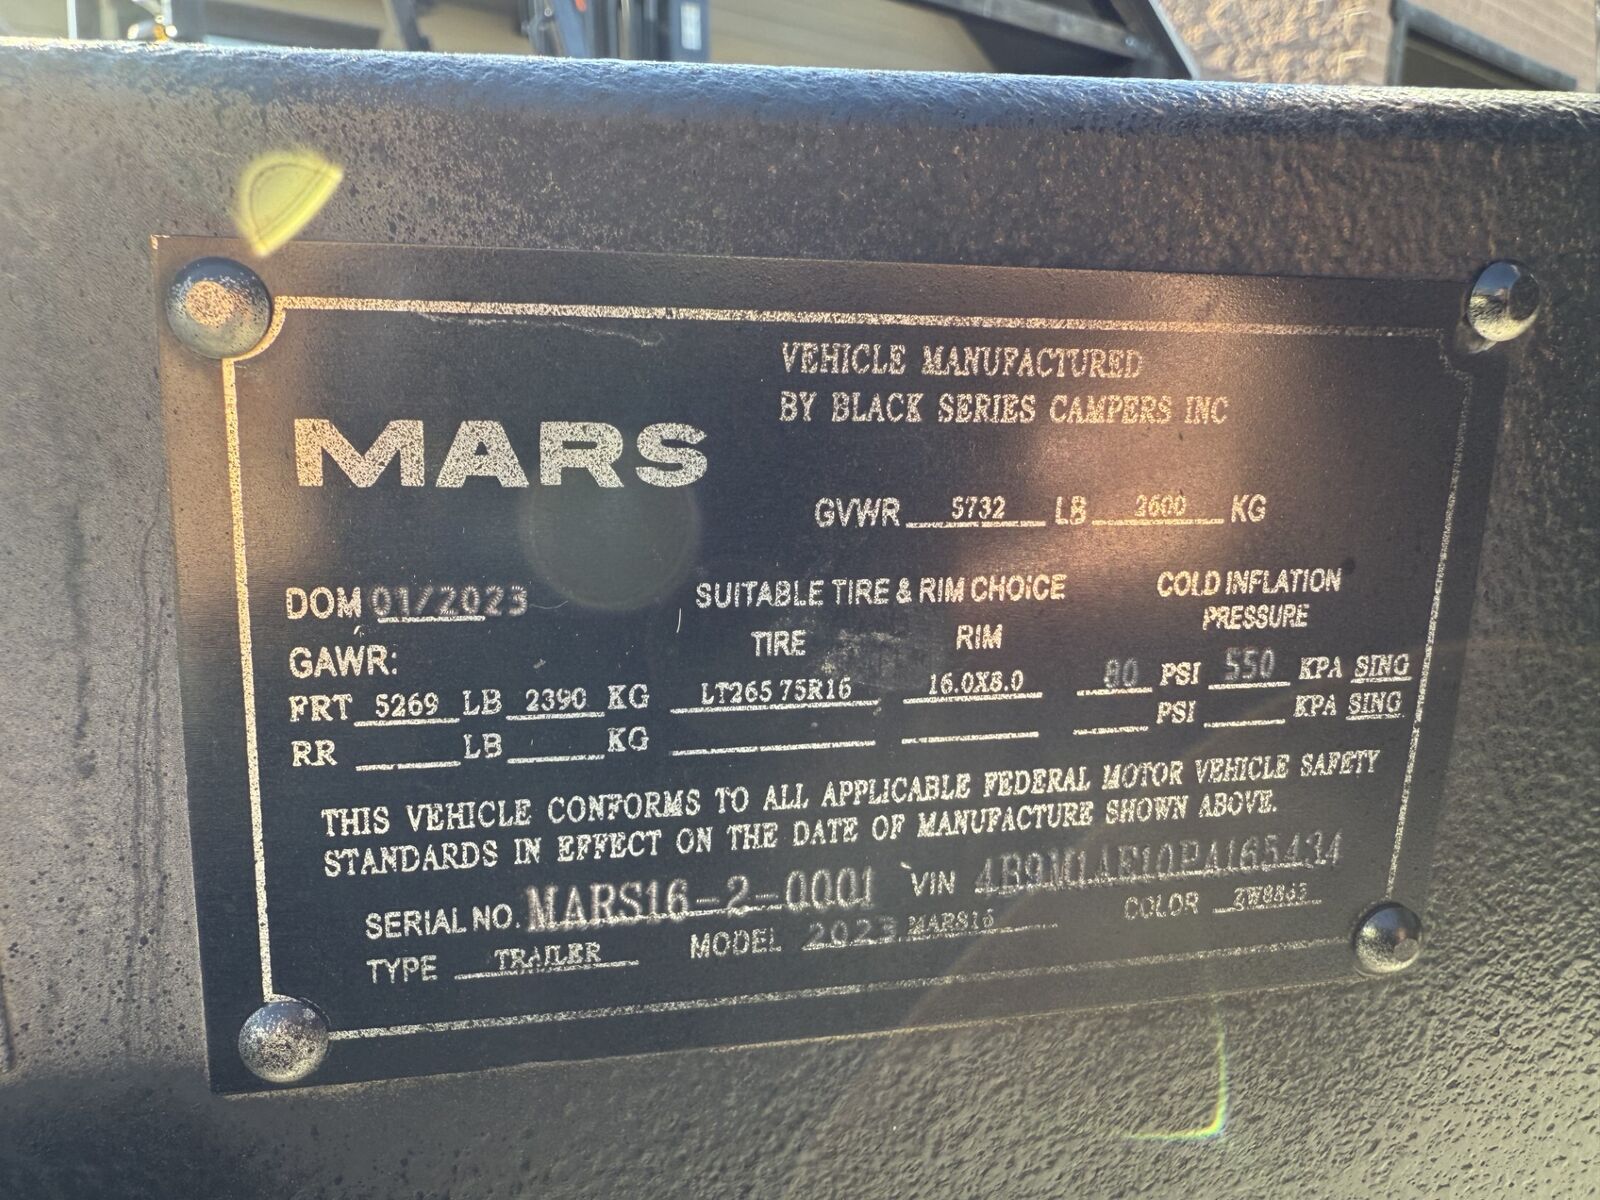 VEHICLE MANUFACTURED
BY BLACK SERIES CAMPERS INC
MARS
GVWR 5732 LB 2600 KG
DOM 01/2023
SUITABLE TIRE & RIM CHOICE
COLD INFLATION
PRESSURE
GAWR:
TIRE RIM
FRT 5269 LB 2390 KG LT265 75R16 16.0X8.0 80 PSI 550 KPA SING
RR LB KG PSI KPA SING
THIS VEHICLE CONFORMS TO ALL APPLICABLE FEDERAL MOTOR VEHICLE SAFETY
STANDARDS IN EFFECT ON THE DATE OF MANUFACTURE SHOWN ABOVE.
SERIAL NO. MARS16-2-0001 VIN
TYPE TRAILER MODEL 2023 MARS16 COLOR